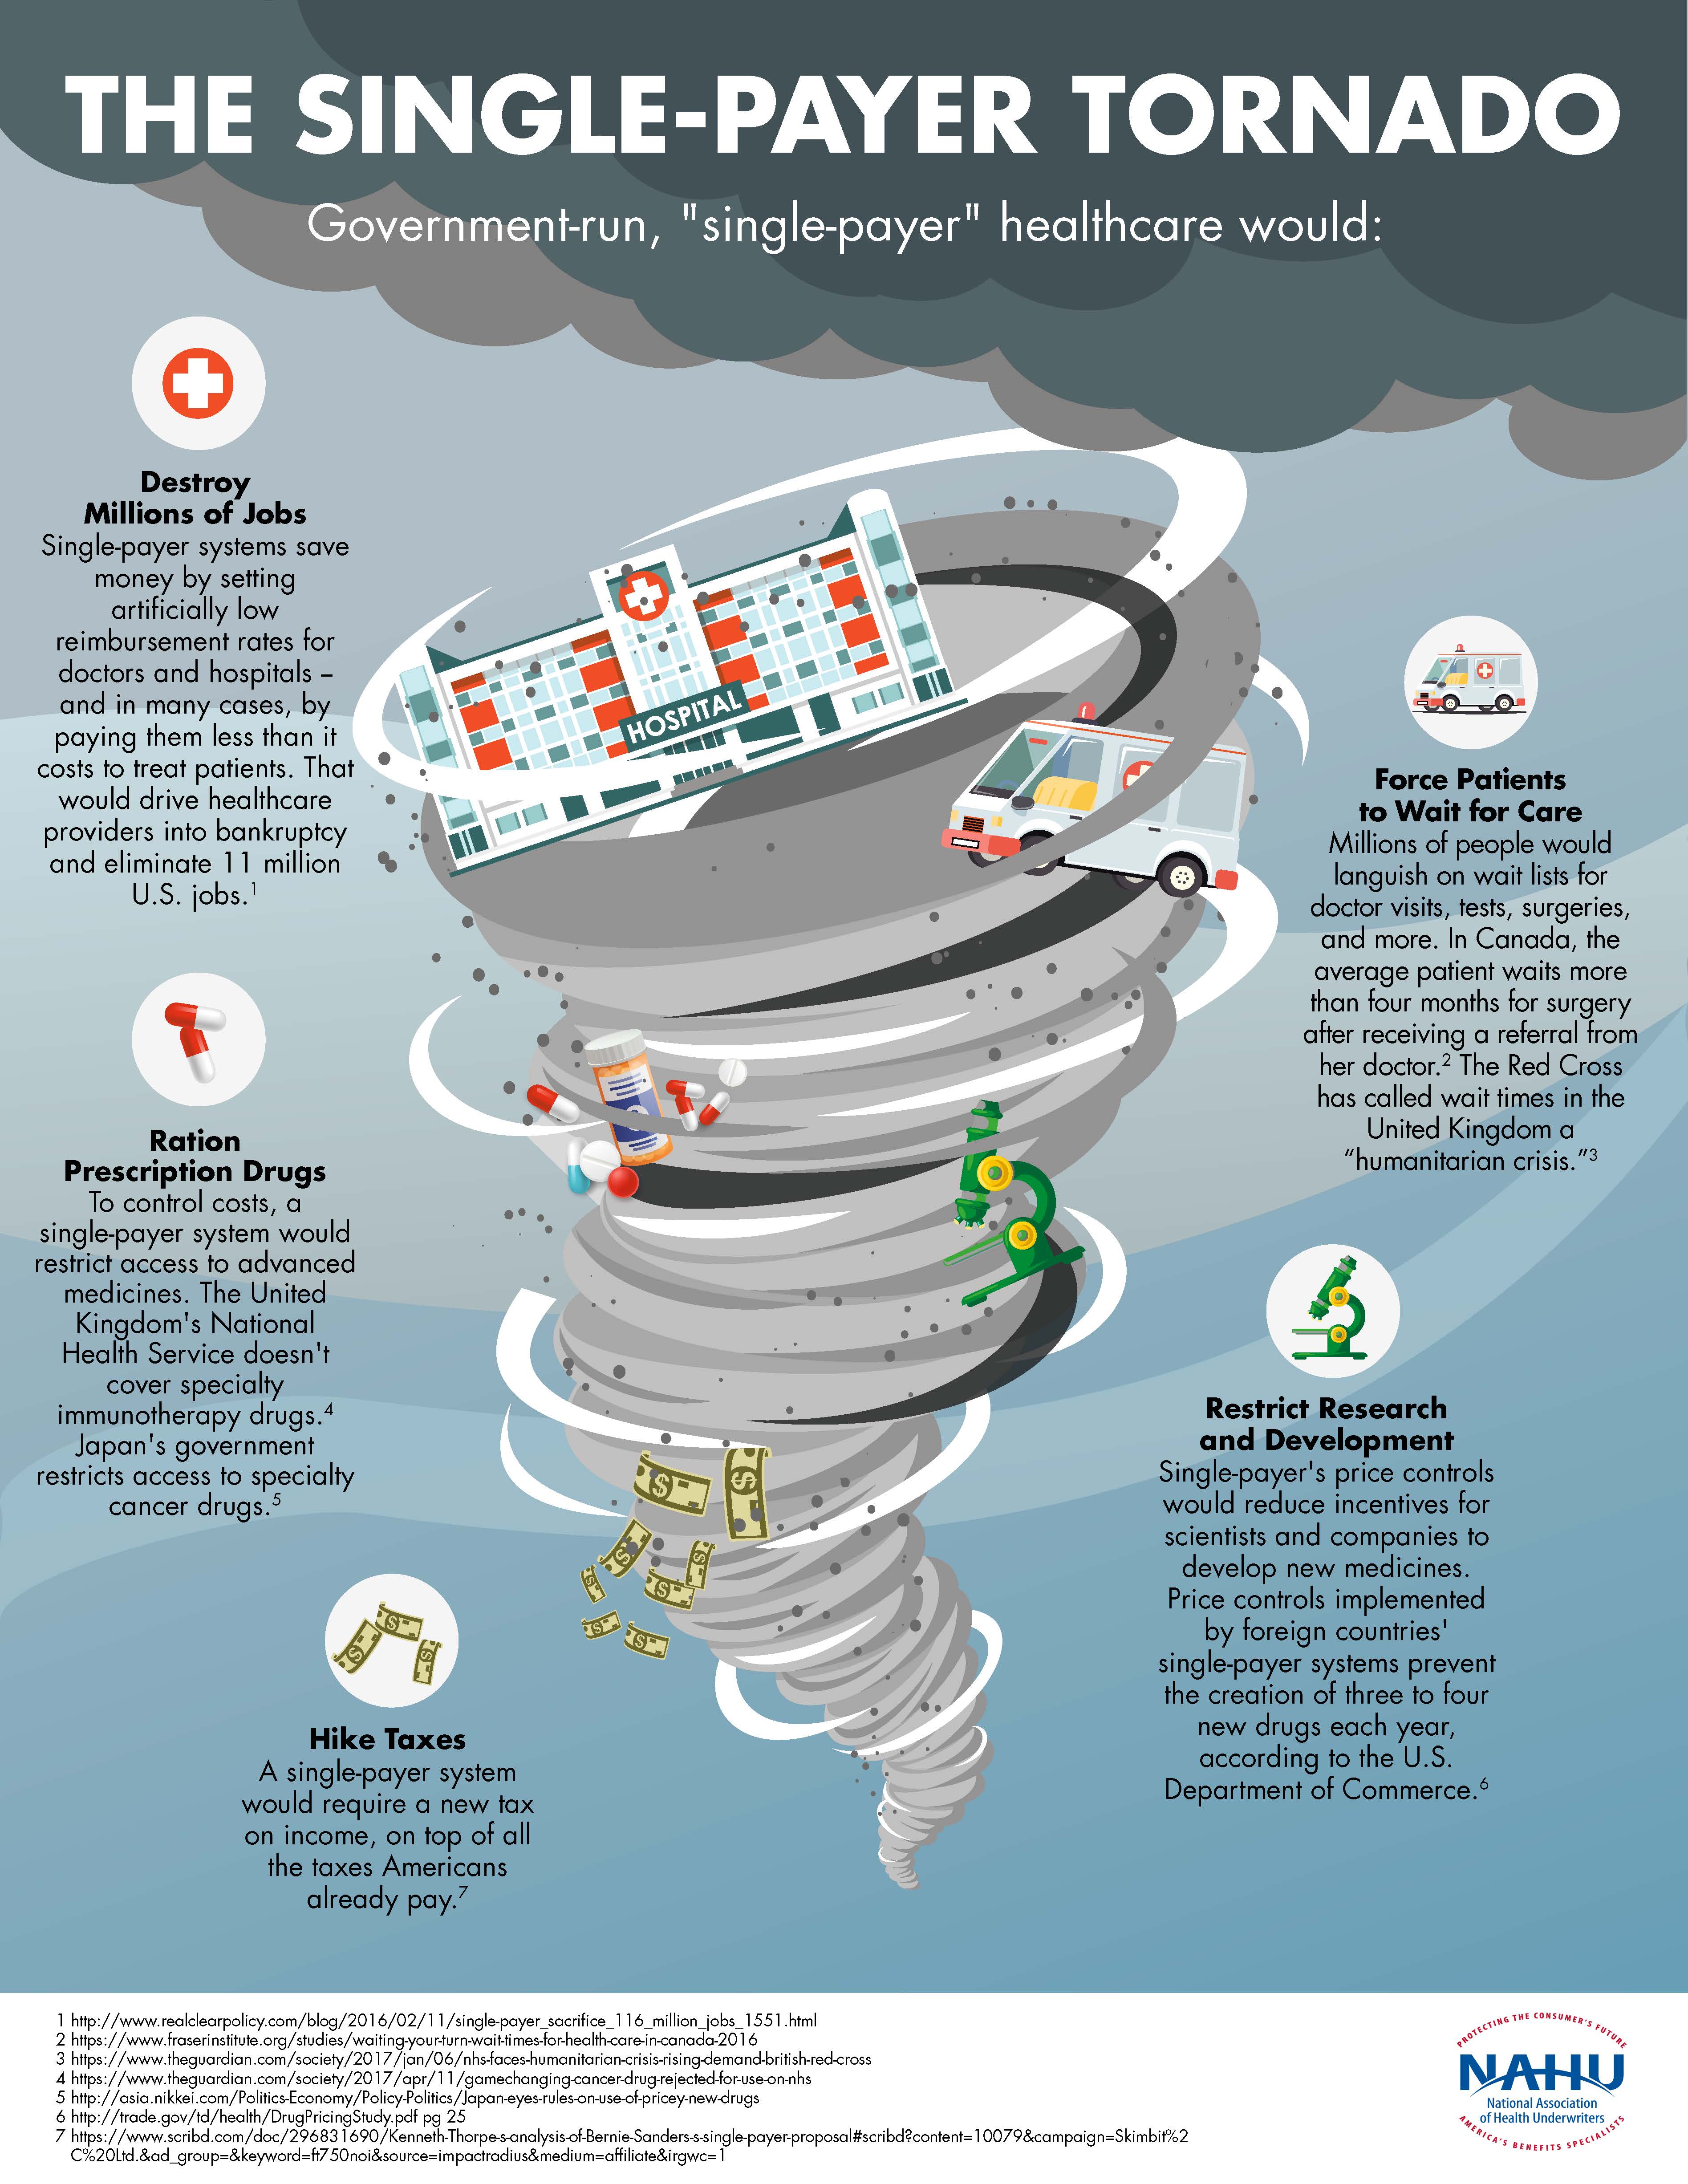 THE SINGLE-PAYER TORNADO
Government-run, "single-payer" healthcare would:
Destroy
Millions of Jobs
Single-payer systems save
money by setting
artificially low
reimbursement rates for
doctors and hospitals –
and in many cases, by
paying them less than it
costs to treat patients. That
would drive healthcare
providers into bankruptcy
and eliminate 11 million
U.S. jobs.1
Ration
Prescription Drugs
To control costs, a
single-payer system would
restrict access to advanced
medicines. The United
Kingdom's National
Health Service doesn't
cover specialty
immunotherapy drugs.4
Japan's government
restricts access to specialty
cancer drugs.5
Hike Taxes
A single-payer system
would require a new tax
on income, on top of all
the taxes Americans
already pay.7
HOSPITAL
Force Patients
to Wait for Care
Millions of people would
languish on wait lists for
doctor visits, tests, surgeries,
and more. In Canada, the
average patient waits more
than four months for surgery
after receiving a referral from
her doctor.2 The Red Cross
has called wait times in the
United Kingdom a
“humanitarian crisis.”3
Restrict Research
and Development
Single-payer's price controls
would reduce incentives for
scientists and companies to
develop new medicines.
Price controls implemented
by foreign countries'
single-payer systems prevent
the creation of three to four
new drugs each year,
according to the U.S.
Department of Commerce.6
1 http://www.realclearpolicy.com/blog/2016/02/11/single-payer_sacrifice_116_million_jobs_1551.html
2 https://www.fraserinstitute.org/studies/waiting-your-turn-wait-times-for-health-care-in-canada-2016
3 https://www.theguardian.com/society/2017/jan/06/nhs-faces-humanitarian-crisis-rising-demand-british-red-cross
4 https://www.theguardian.com/society/2017/apr/11/gamechanging-cancer-drug-rejected-for-use-on-nhs
5 http://asia.nikkei.com/Politics-Economy/Policy-Politics/Japan-eyes-rules-on-use-of-pricey-new-drugs
6 http://trade.gov/td/health/DrugPricingStudy.pdf pg 25
7 https://www.scribd.com/doc/296831690/Kenneth-Thorpe-s-analysis-of-Bernie-Sanders-s-single-payer-proposal#scribd?content=10079&campaign=Skimbit%2
C%20Ltd.&ad_group=&keyword=ft750noi&source=impactradius&medium=affiliate&irgwc=1
PROTECTING THE CONSUMER'S FUTURE
NAHU
National Association
of Health Underwriters
AMERICA'S BENEFITS SPECIALISTS